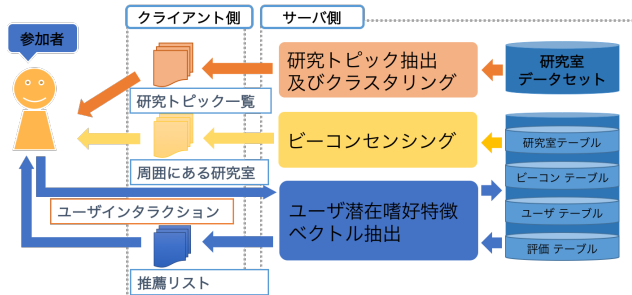 クライアント側
サーバ側
参加者
研究トピック抽出
及びクラスタリング
研究室
データセット
研究トピック一覧
ビーコンセンシング
研究室テーブル
周囲にある研究室
ビーコン テーブル
ユーザインタラクション
ユーザ潜在嗜好特徴
ベクトル抽出
ユーザ テーブル
評価 テーブル
推薦リスト